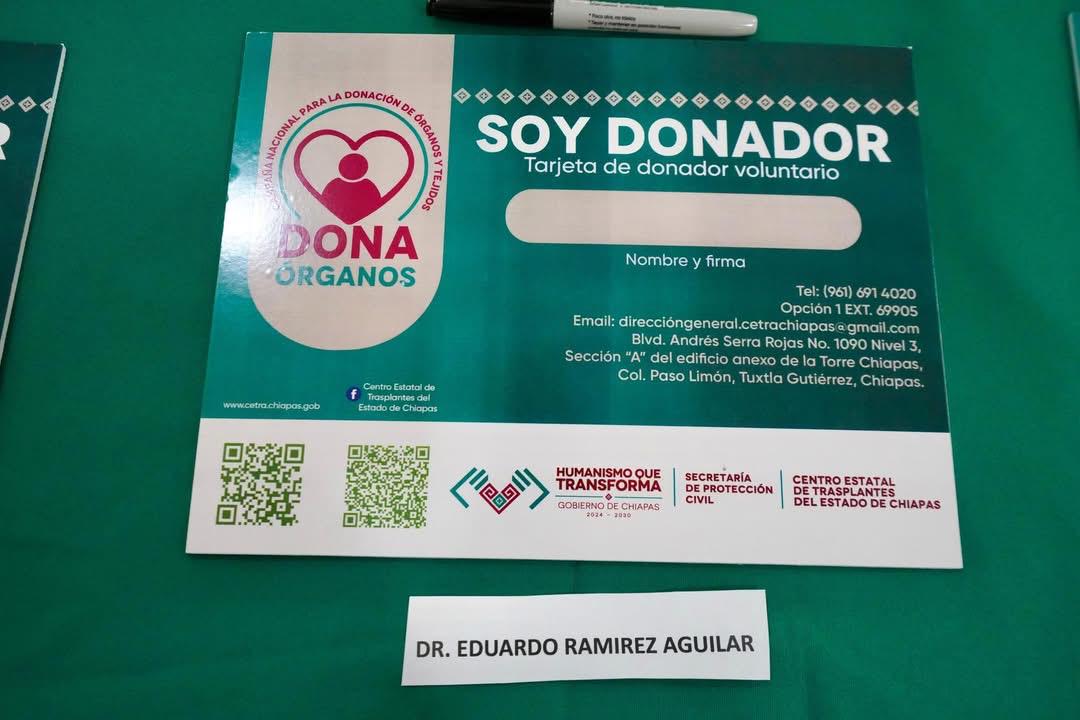 * Poco olor, no tóxico
R
CAMPAÑA NACIONAL PARA LA DONACIÓN DE ÓRGANOS Y TEJIDOS
DONA
ÓRGANOS
SOY DONADOR
Tarjeta de donador voluntario
Nombre y firma
Tel: (961) 691 4020
Opción 1 EXT. 69905
Email: direccióngeneral.cetrachiapas@gmail.com
Blvd. Andrés Serra Rojas No. 1090 Nivel 3,
Sección "A" del edificio anexo de la Torre Chiapas,
Col. Paso Limón, Tuxtla Gutiérrez, Chiapas.
www.cetra.chiapas.gob
f
Centro Estatal de
Trasplantes del
Estado de Chiapas
HUMANISMO QUE
TRANSFORMA
GOBIERNO DE CHIAPAS
2024 - 2030
SECRETARÍA
DE PROTECCIÓN
CIVIL
CENTRO ESTATAL
DE TRASPLANTES
DEL ESTADO DE CHIAPAS
DR. EDUARDO RAMIREZ AGUILAR